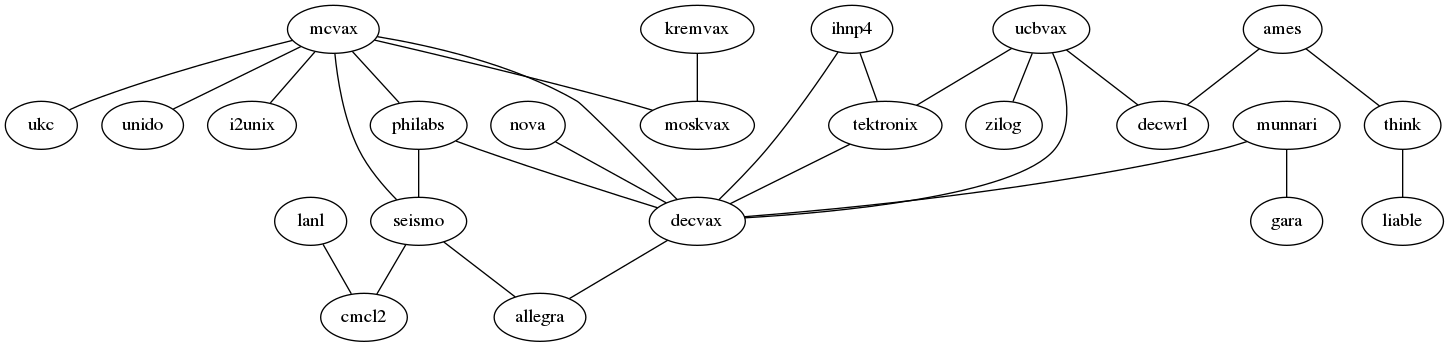 mcvax
kremvax
ihnp4
ucbvax
ames
ukc
unido
i2unix
philabs
nova
moskvax
tektronix
zilog
decwrl
munnari
think
lanl
seismo
decvax
gara
liable
cmcl2
allegra